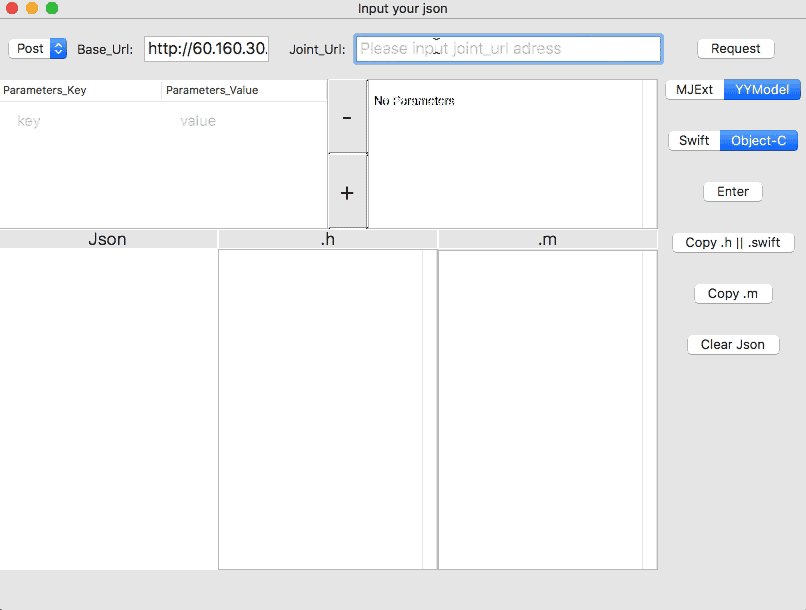 Input your json
Post Base_Url: http://60.160.30. Joint_Url: Please input joint_url adress Request
Parameters_Key Parameters_Value - No Parameters MJExt YYModel
key value
Swift Object-C
+ Enter
Json .h .m Copy .h || .swift
Copy .m
Clear Json